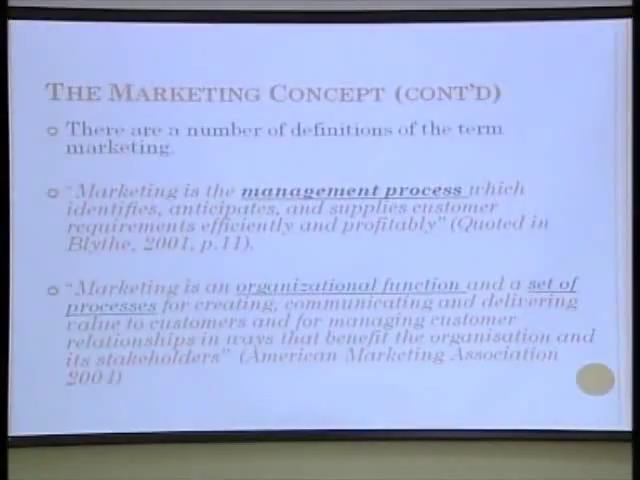 THE MARKETING CONCEPT (CONT'D)
There are a number of definitions of the term
marketing.
"Marketing is the management process which
identifies, anticipates, and supplies customer
requirements efficiently and profitably" (Quoted in
Blythe, 2001, p.11).
"Marketing is an organizational function and a set of
processes for creating, communicating and delivering
value to customers and for managing customer
relationships in ways that benefit the organisation and
its stakeholders" (American Marketing Association
2004)